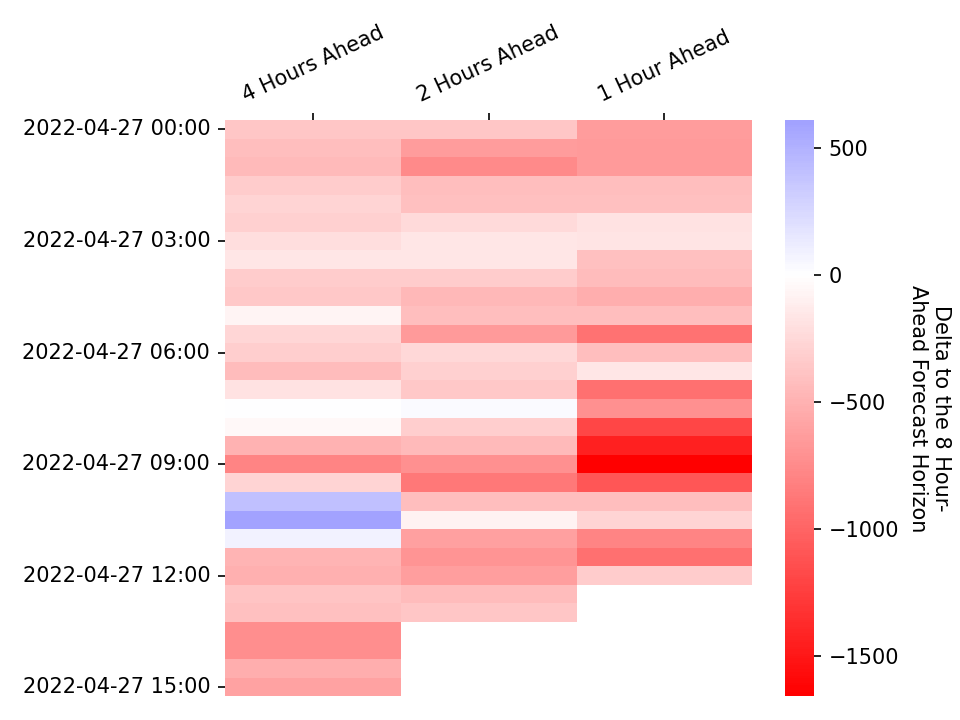 4 Hours Ahead
2 Hours Ahead
1 Hour Ahead
2022-04-27 00:00
2022-04-27 03:00
2022-04-27 06:00
2022-04-27 09:00
2022-04-27 12:00
2022-04-27 15:00
500
0
−500
−1000
−1500
Delta to the 8 Hour-
Ahead Forecast Horizon